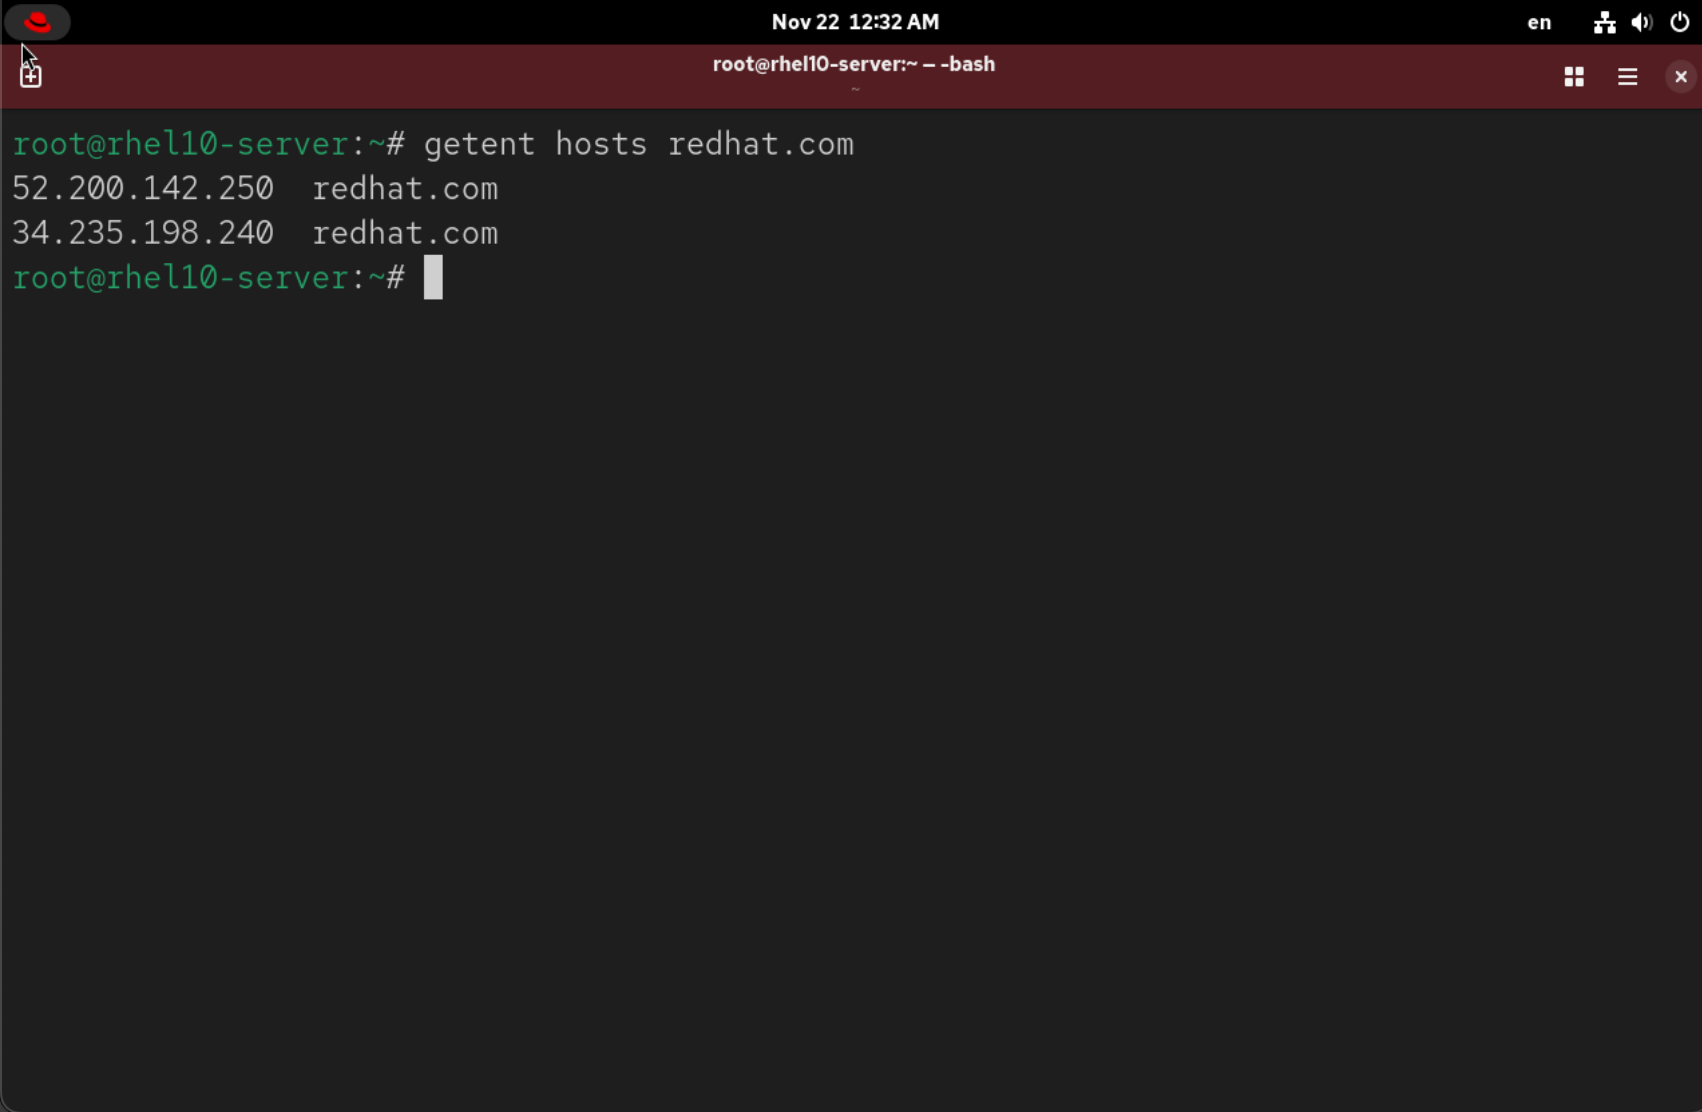 Nov 22 12:32 AM
en
root@rhel10-server:~ — -bash
~
root@rhel10-server:~# getent hosts redhat.com
52.200.142.250  redhat.com
34.235.198.240  redhat.com
root@rhel10-server:~#